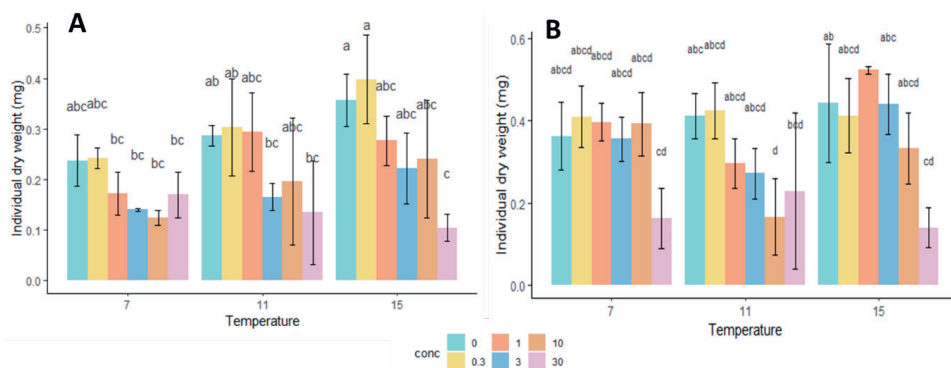 A
Individual dry weight (mg)
0.5
0.4
0.3
0.2
0.1
0.0
abc abc bc bc bc bc
ab ab abc bc abc bc
a a abc abc abc c
7 11 15
Temperature
B
Individual dry weight (mg)
0.6
0.4
0.2
0.0
abcd abcd abcd abcd abcd cd
abc abcd abcd abcd d bcd
ab abcd abc abcd cd
7 11 15
Temperature
conc
0 1 10
0.3 3 30